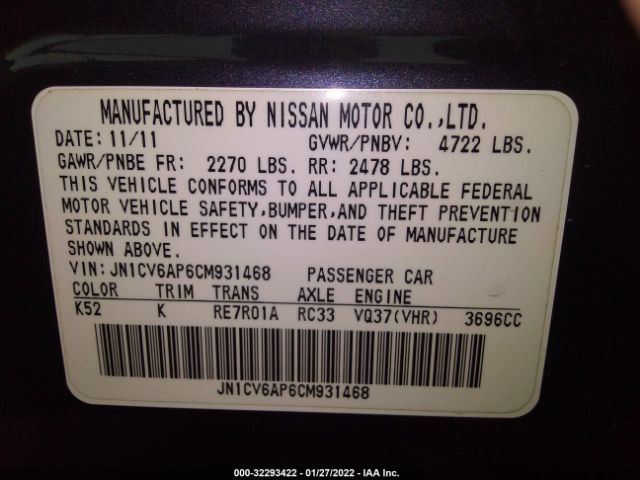 MANUFACTURED BY NISSAN MOTOR CO.,LTD.
DATE: 11/11 GVWR/PNBV: 4722 LBS.
GAWR/PNBE FR: 2270 LBS. RR: 2478 LBS.
THIS VEHICLE CONFORMS TO ALL APPLICABLE FEDERAL
MOTOR VEHICLE SAFETY,BUMPER,AND THEFT PREVENTION
STANDARDS IN EFFECT ON THE DATE OF MANUFACTURE
SHOWN ABOVE.
VIN:JN1CV6AP6CM931468 PASSENGER CAR
COLOR TRIM TRANS AXLE ENGINE
K52 K RE7R01A RC33 VQ37(VHR) 3696CC
JN1CV6AP6CM931468
000-32293422 - 01/27/2022 - IAA Inc.